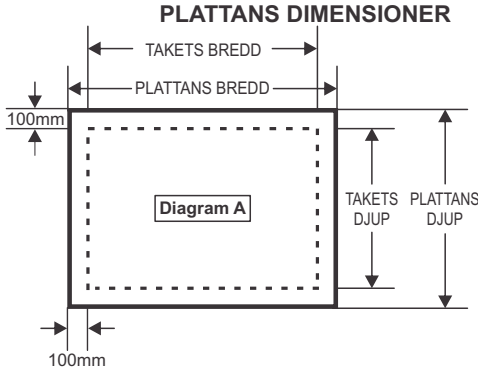 PLATTANS DIMENSIONER
TAKETS BREDD
PLATTANS BREDD
100mm
Diagram A
TAKETS
DJUP
PLATTANS
DJUP
100mm